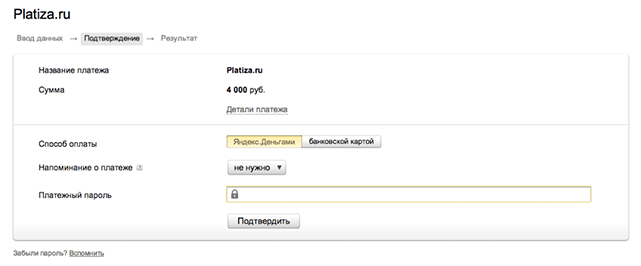 Platiza.ru
Ввод данных → Подтверждение → Результат
Название платежа Platiza.ru
Сумма 4 000 руб.
Детали платежа
Способ оплаты Яндекс.Деньгами банковской картой
Напоминание о платеже не нужно
Платежный пароль
Подтвердить
Забыли пароль? Вспомнить